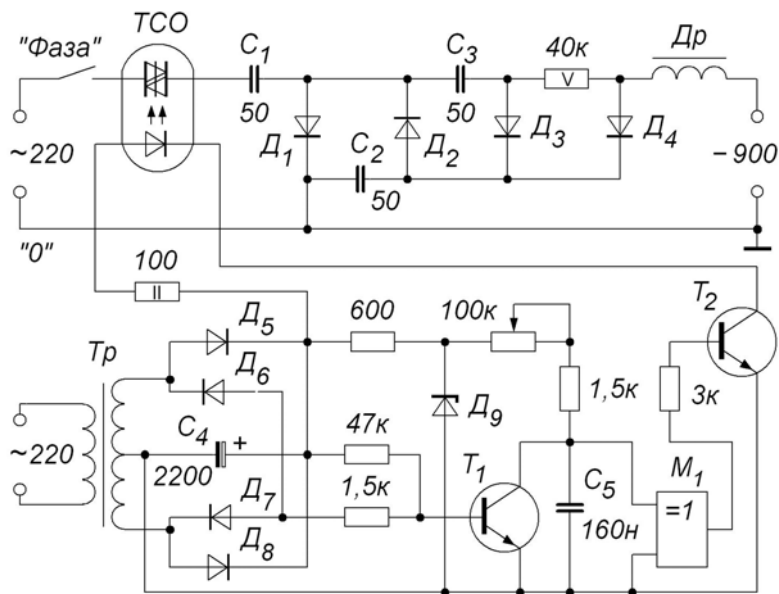 TCO
"Фаза"
C1
C3
40к
Др
V
50
50
Д1
Д2
Д3
Д4
~220
C2
50
– 900
"0"
100
II
T2
Д5
600
100к
Тр
Д6
Д9
1,5к
3к
C4
+
47к
~220
2200
T1
C5
M1
Д7
1,5к
=1
160н
Д8